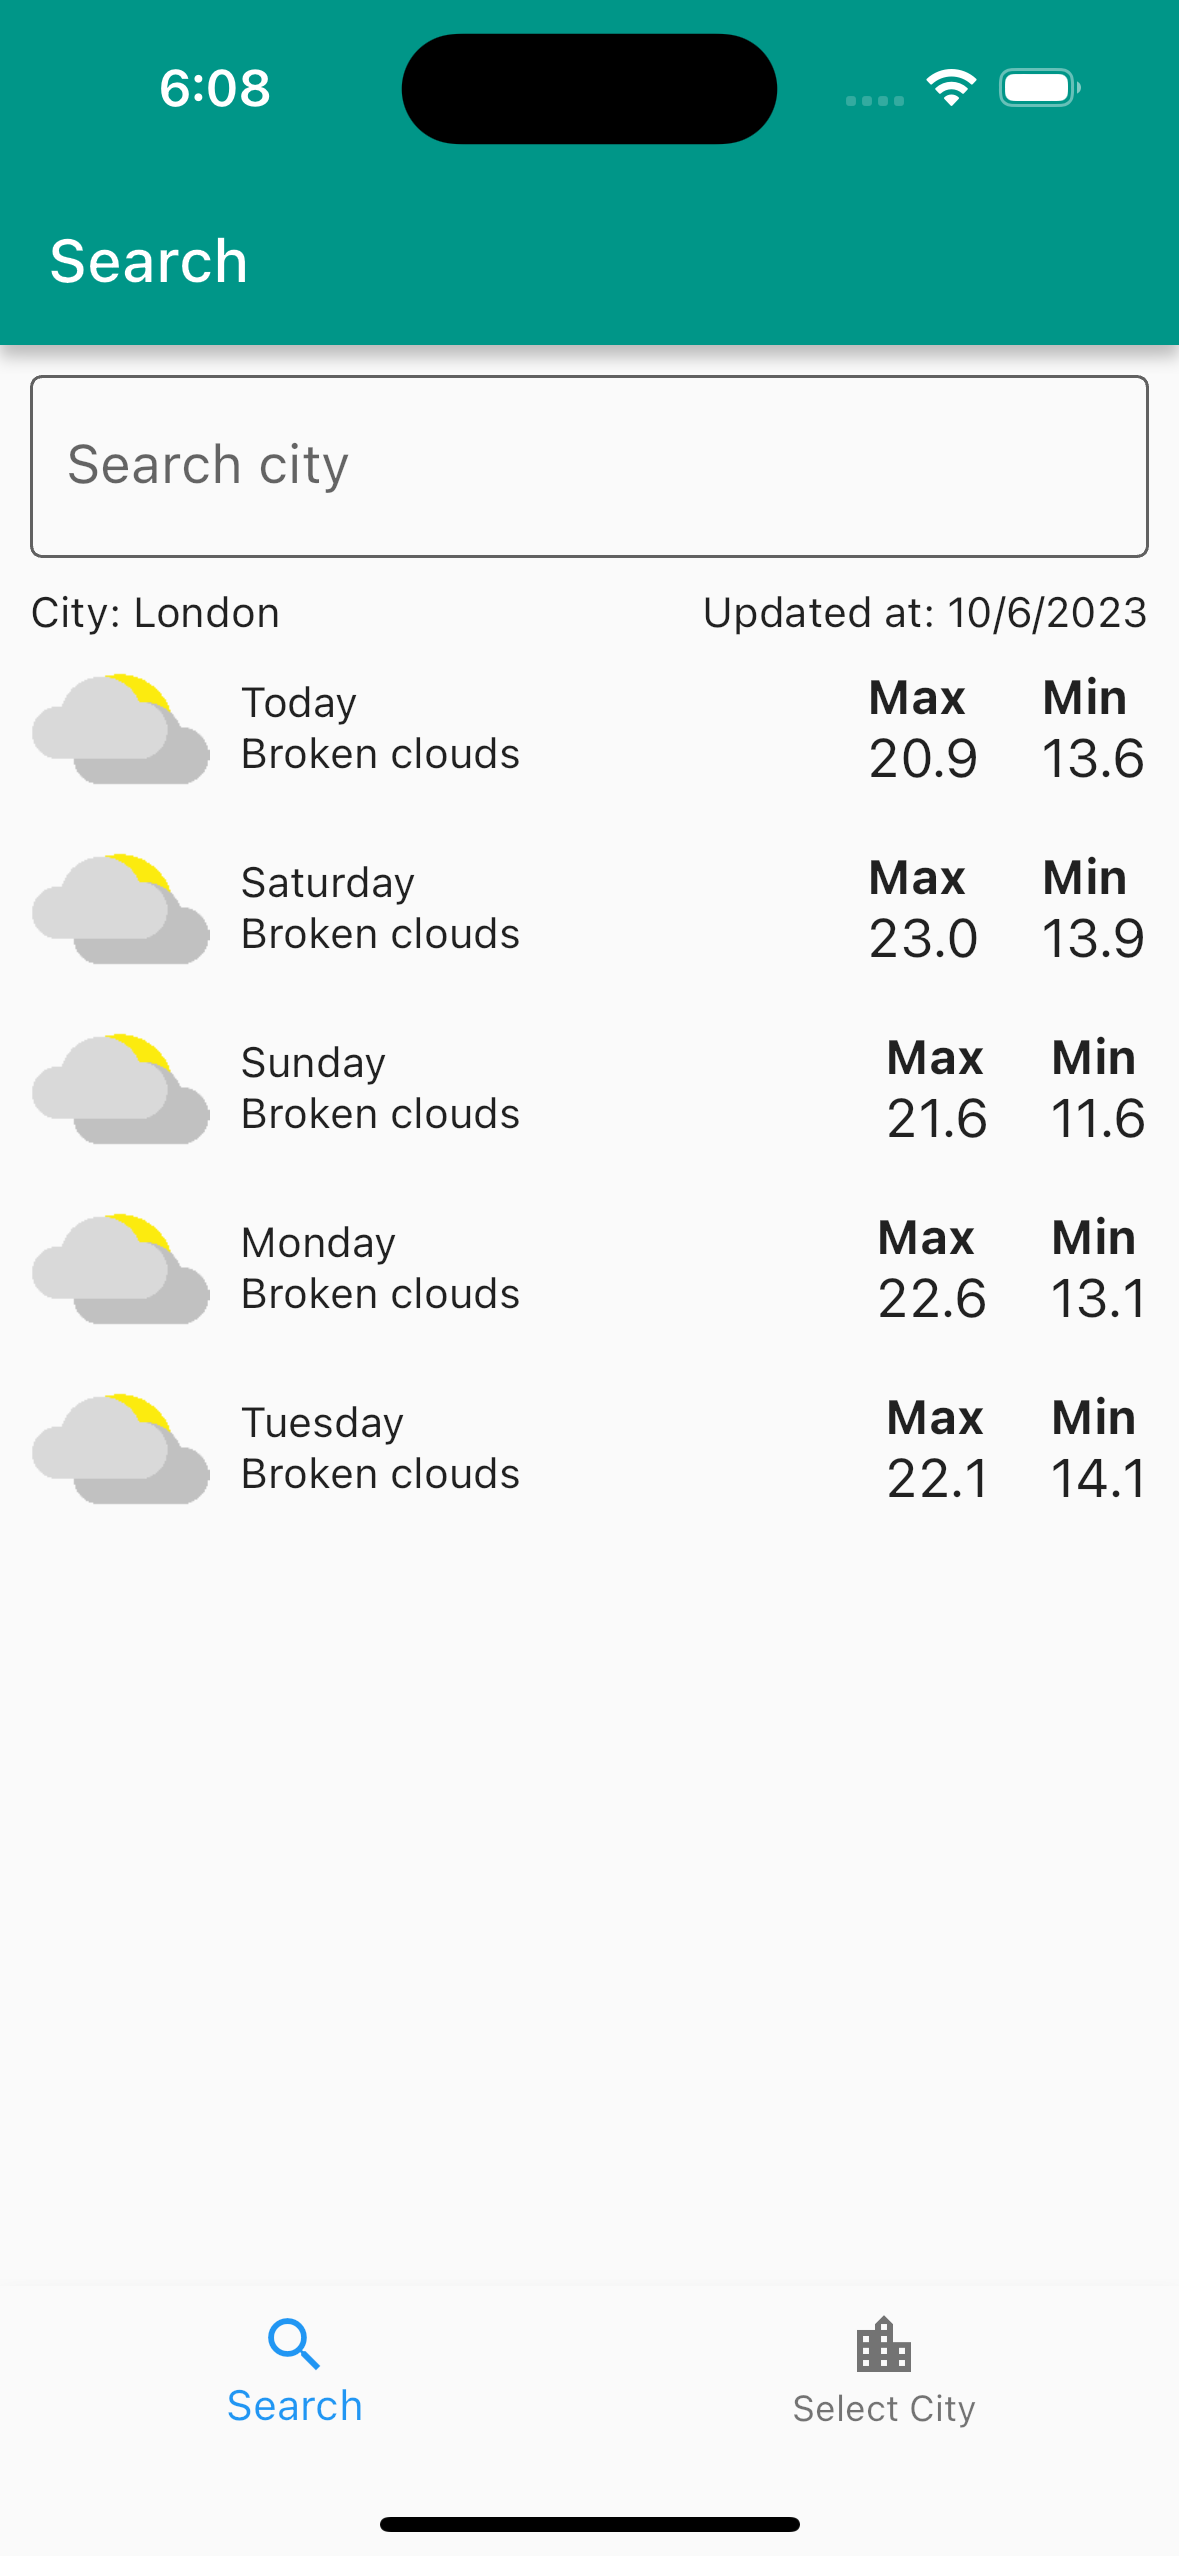 6:08
Search
Search city
City: London Updated at: 10/6/2023
Today Max Min
Broken clouds 20.9 13.6
Saturday Max Min
Broken clouds 23.0 13.9
Sunday Max Min
Broken clouds 21.6 11.6
Monday Max Min
Broken clouds 22.6 13.1
Tuesday Max Min
Broken clouds 22.1 14.1
Search Select City